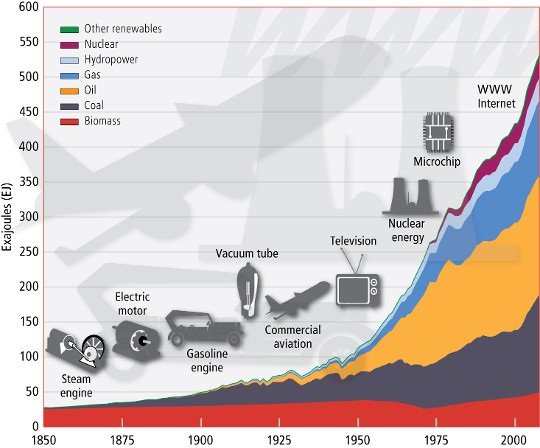 600
550
500
450
400
350
300
250
200
150
100
50
0
Exajoules (EJ)
Other renewables
Nuclear
Hydropower
Gas
Oil
Coal
Biomass
WWW
Internet
Microchip
Nuclear
energy
Television
Vacuum tube
Commercial
aviation
Electric
motor
Gasoline
engine
Steam
engine
1850
1875
1900
1925
1950
1975
2000